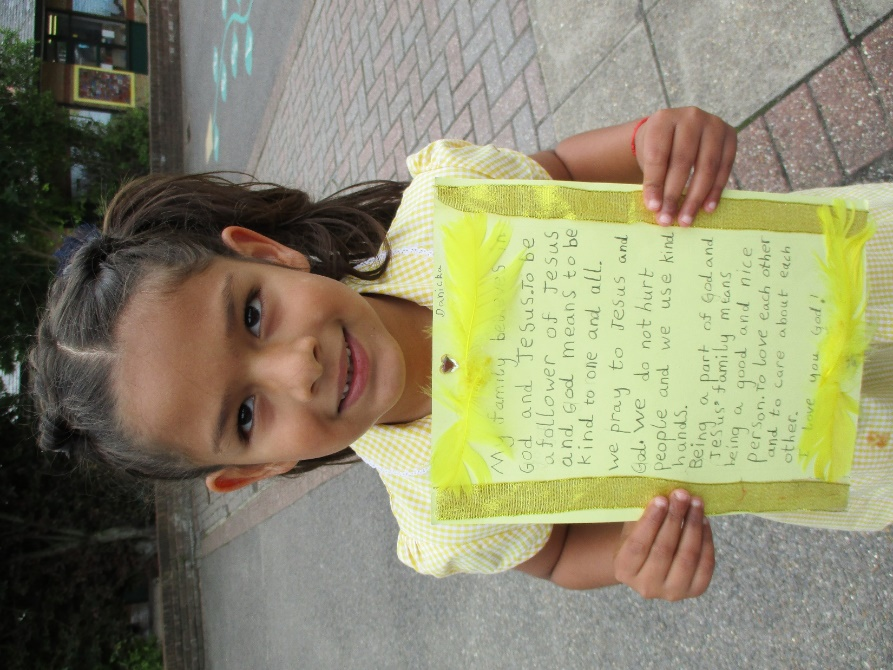 Danicka
My family be
God and Jesus. To be
a follower of Jesus
and God means to be
kind to one and all.
we pray to Jesus and
God. we do not hurt
people and we use kind
hands.
Being a part of God and
Jesus' family means
being a good and nice
person. To love each other
and to care about each
other.
I love you God!